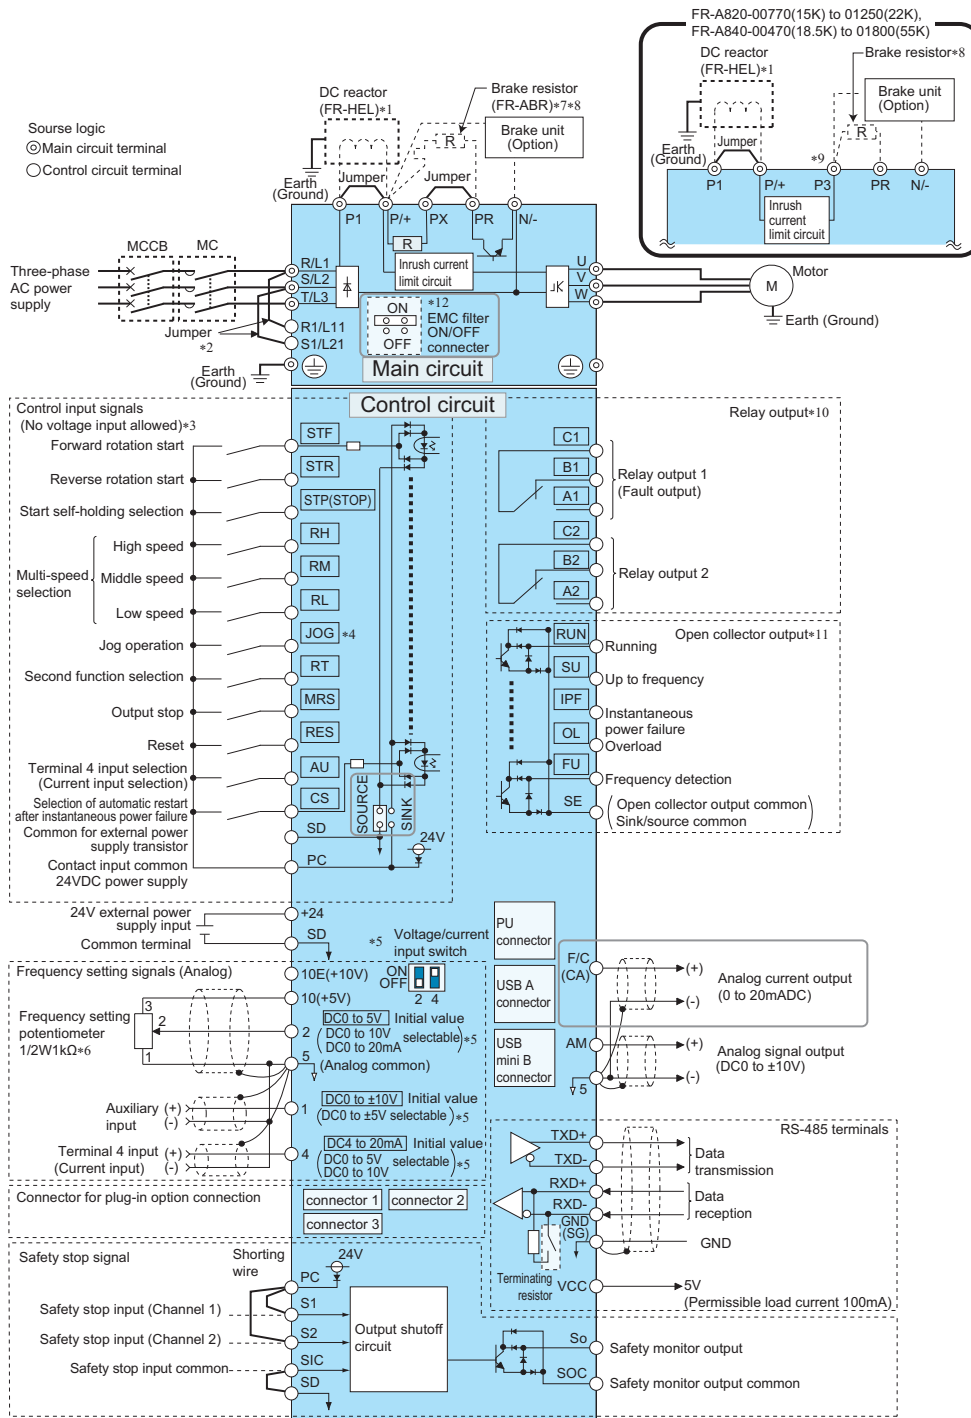 FR-A820-00770(15K) to 01250(22K),
FR-A840-00470(18.5K) to 01800(55K)
DC reactor
(FR-HEL)*1
Brake resistor*8
Brake unit
(Option)
R
Earth
(Ground)
Jumper
*9
P1
P/+
P3
PR
N/-
Inrush
current
limit circuit
Sourse logic
Main circuit terminal
Control circuit terminal
DC reactor
(FR-HEL)*1
Brake resistor
(FR-ABR)*7*8
Brake unit
(Option)
R
Earth
(Ground)
Jumper
Jumper
P1
P/+
PX
PR
N/-
R
Inrush current
limit circuit
MCCB
MC
Three-phase
AC power
supply
R/L1
S/L2
T/L3
R1/L11
S1/L21
Jumper
*2
Earth
(Ground)
ON
OFF
*12
EMC filter
ON/OFF
connecter
U
V
W
Motor
M
Earth (Ground)
Main circuit
Control circuit
Control input signals
(No voltage input allowed)*3
Forward rotation start
Reverse rotation start
Start self-holding selection
Multi-speed
selection
High speed
Middle speed
Low speed
Jog operation
Second function selection
Output stop
Reset
Terminal 4 input selection
(Current input selection)
Selection of automatic restart
after instantaneous power failure
Common for external power
supply transistor
Contact input common
24VDC power supply
STF
STR
STP(STOP)
RH
RM
RL
JOG *4
RT
MRS
RES
AU
CS
SD
PC
SOURCE
SINK
24V
Relay output*10
C1
B1
A1
Relay output 1
(Fault output)
C2
B2
A2
Relay output 2
Open collector output*11
RUN
Running
SU
Up to frequency
IPF
Instantaneous
power failure
OL
Overload
FU
Frequency detection
SE
Open collector output common
Sink/source common
24V external power
supply input
Common terminal
+24
SD
*5
Voltage/current
input switch
ON
OFF
2 4
PU
connector
USB A
connector
USB
mini B
connector
F/C
(CA)
(+)
(-)
Analog current output
(0 to 20mADC)
AM
5
(+)
(-)
Analog signal output
(DC0 to ±10V)
Frequency setting signals (Analog)
Frequency setting
potentiometer
1/2W1kΩ*6
3
2
1
10E(+10V)
10(+5V)
2
DC0 to 5V Initial value
(DC0 to 10V
DC0 to 20mA
selectable)*5
5
(Analog common)
Auxiliary
input
(+)
(-)
1
DC0 to ±10V Initial value
(DC0 to ±5V selectable)*5
Terminal 4 input
(Current input)
(+)
(-)
4
DC4 to 20mA Initial value
(DC0 to 5V
DC0 to 10V
selectable)*5
Connector for plug-in option connection
connector 1
connector 2
connector 3
RS-485 terminals
TXD+
TXD-
Data
transmission
RXD+
RXD-
Data
reception
GND
(SG)
GND
Terminating
resistor
VCC
5V
(Permissible load current 100mA)
Safety stop signal
Shorting
wire
24V
PC
S1
S2
SIC
SD
Safety stop input (Channel 1)
Safety stop input (Channel 2)
Safety stop input common
Output shutoff
circuit
So
Safety monitor output
SOC
Safety monitor output common